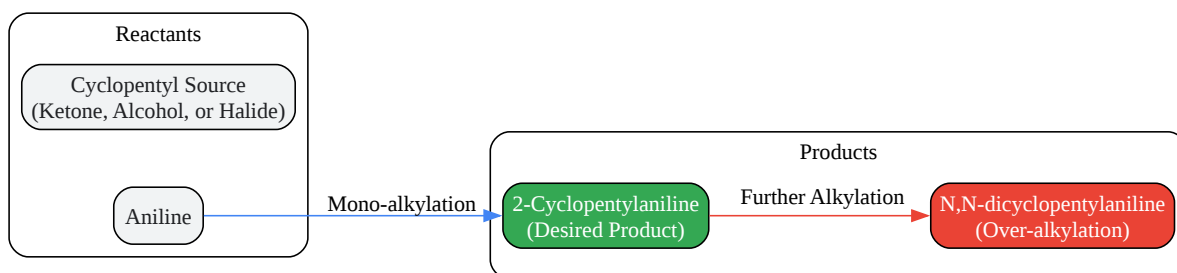 Reactants
Cyclopentyl Source
(Ketone, Alcohol, or Halide)
Aniline
Mono-alkylation
Products
2-Cyclopentylaniline
(Desired Product)
Further Alkylation
N,N-dicyclopentylaniline
(Over-alkylation)